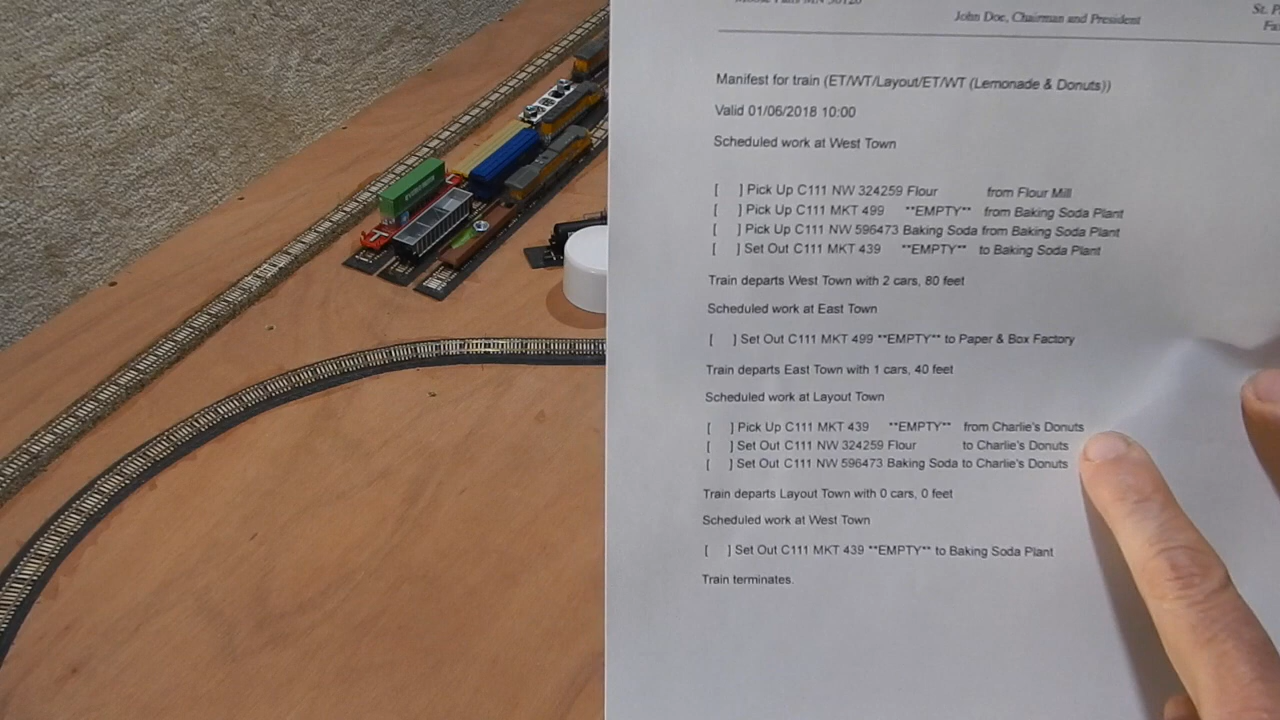 John Doe, Chairman and President
St. P
Fa
Manifest for train (ET/WT/Layout/ET/WT (Lemonade & Donuts))
Valid 01/06/2018 10:00
Scheduled work at West Town
[ ] Pick Up C111 NW 324259 Flour from Flour Mill
[ ] Pick Up C111 MKT 499 **EMPTY** from Baking Soda Plant
[ ] Pick Up C111 NW 596473 Baking Soda from Baking Soda Plant
[ ] Set Out C111 MKT 439 **EMPTY** to Baking Soda Plant
Train departs West Town with 2 cars, 80 feet
Scheduled work at East Town
[ ] Set Out C111 MKT 499 **EMPTY** to Paper & Box Factory
Train departs East Town with 1 cars, 40 feet
Scheduled work at Layout Town
[ ] Pick Up C111 MKT 439 **EMPTY** from Charlie's Donuts
[ ] Set Out C111 NW 324259 Flour to Charlie's Donuts
[ ] Set Out C111 NW 596473 Baking Soda to Charlie's Donuts
Train departs Layout Town with 0 cars, 0 feet
Scheduled work at West Town
[ ] Set Out C111 MKT 439 **EMPTY** to Baking Soda Plant
Train terminates.